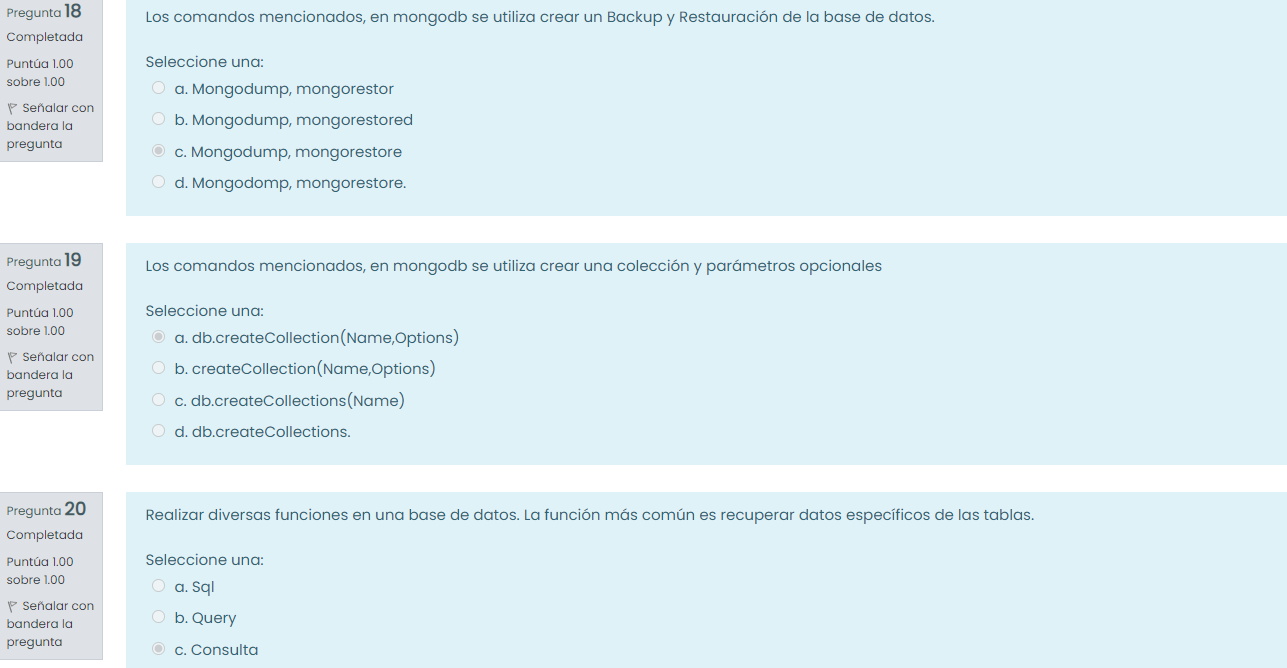 Pregunta 18
Completada
Puntúa 1.00
sobre 1.00
Señalar con
bandera la
pregunta
Los comandos mencionados, en mongodb se utiliza crear un Backup y Restauración de la base de datos.
Seleccione una:
a. Mongodump, mongorestor
b. Mongodump, mongorestored
c. Mongodump, mongorestore
d. Mongodomp, mongorestore.
Pregunta 19
Completada
Puntúa 1.00
sobre 1.00
Señalar con
bandera la
pregunta
Los comandos mencionados, en mongodb se utiliza crear una colección y parámetros opcionales
Seleccione una:
a. db.createCollection(Name,Options)
b. createCollection(Name,Options)
c. db.createCollections(Name)
d. db.createCollections.
Pregunta 20
Completada
Puntúa 1.00
sobre 1.00
Señalar con
bandera la
pregunta
Realizar diversas funciones en una base de datos. La función más común es recuperar datos específicos de las tablas.
Seleccione una:
a. Sql
b. Query
c. Consulta